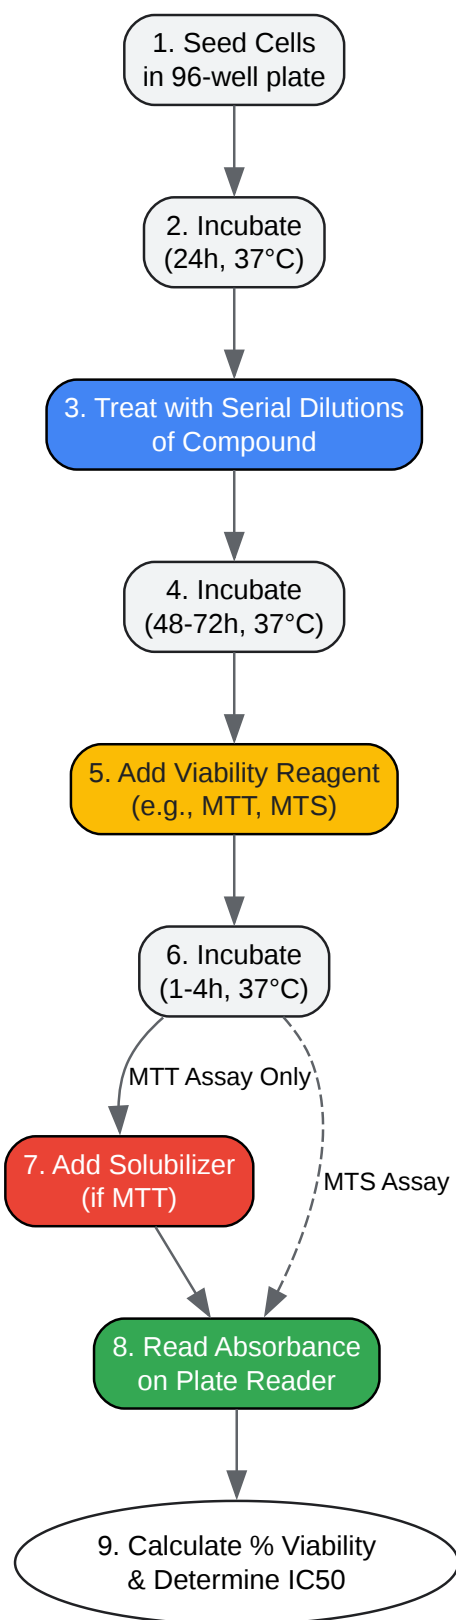 1. Seed Cells
in 96-well plate
2. Incubate
(24h, 37°C)
3. Treat with Serial Dilutions
of Compound
4. Incubate
(48-72h, 37°C)
5. Add Viability Reagent
(e.g., MTT, MTS)
6. Incubate
(1-4h, 37°C)
MTT Assay Only
7. Add Solubilizer
(if MTT)
MTS Assay
8. Read Absorbance
on Plate Reader
9. Calculate % Viability
& Determine IC50